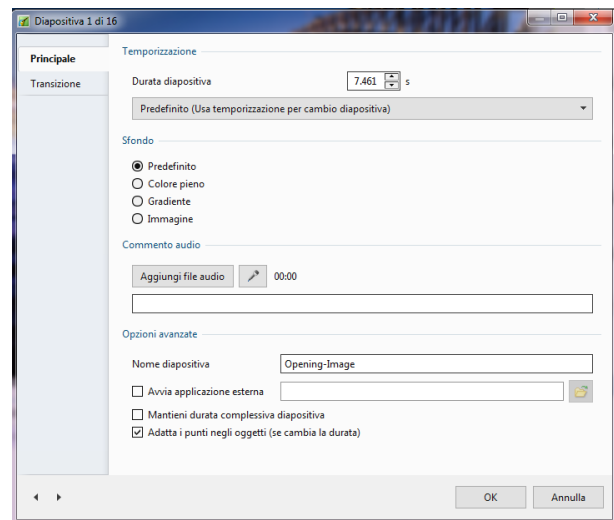 Diapositiva 1 di 16
Principale
Transizione
Temporizzazione
Durata diapositiva 7.461 s
Predefinito (Usa temporizzazione per cambio diapositiva)
Sfondo
Predefinito
Colore pieno
Gradiente
Immagine
Commento audio
Aggiungi file audio 00:00
Opzioni avanzate
Nome diapositiva Opening-Image
Avvia applicazione esterna
Mantieni durata complessiva diapositiva
Adatta i punti negli oggetti (se cambia la durata)
OK Annulla